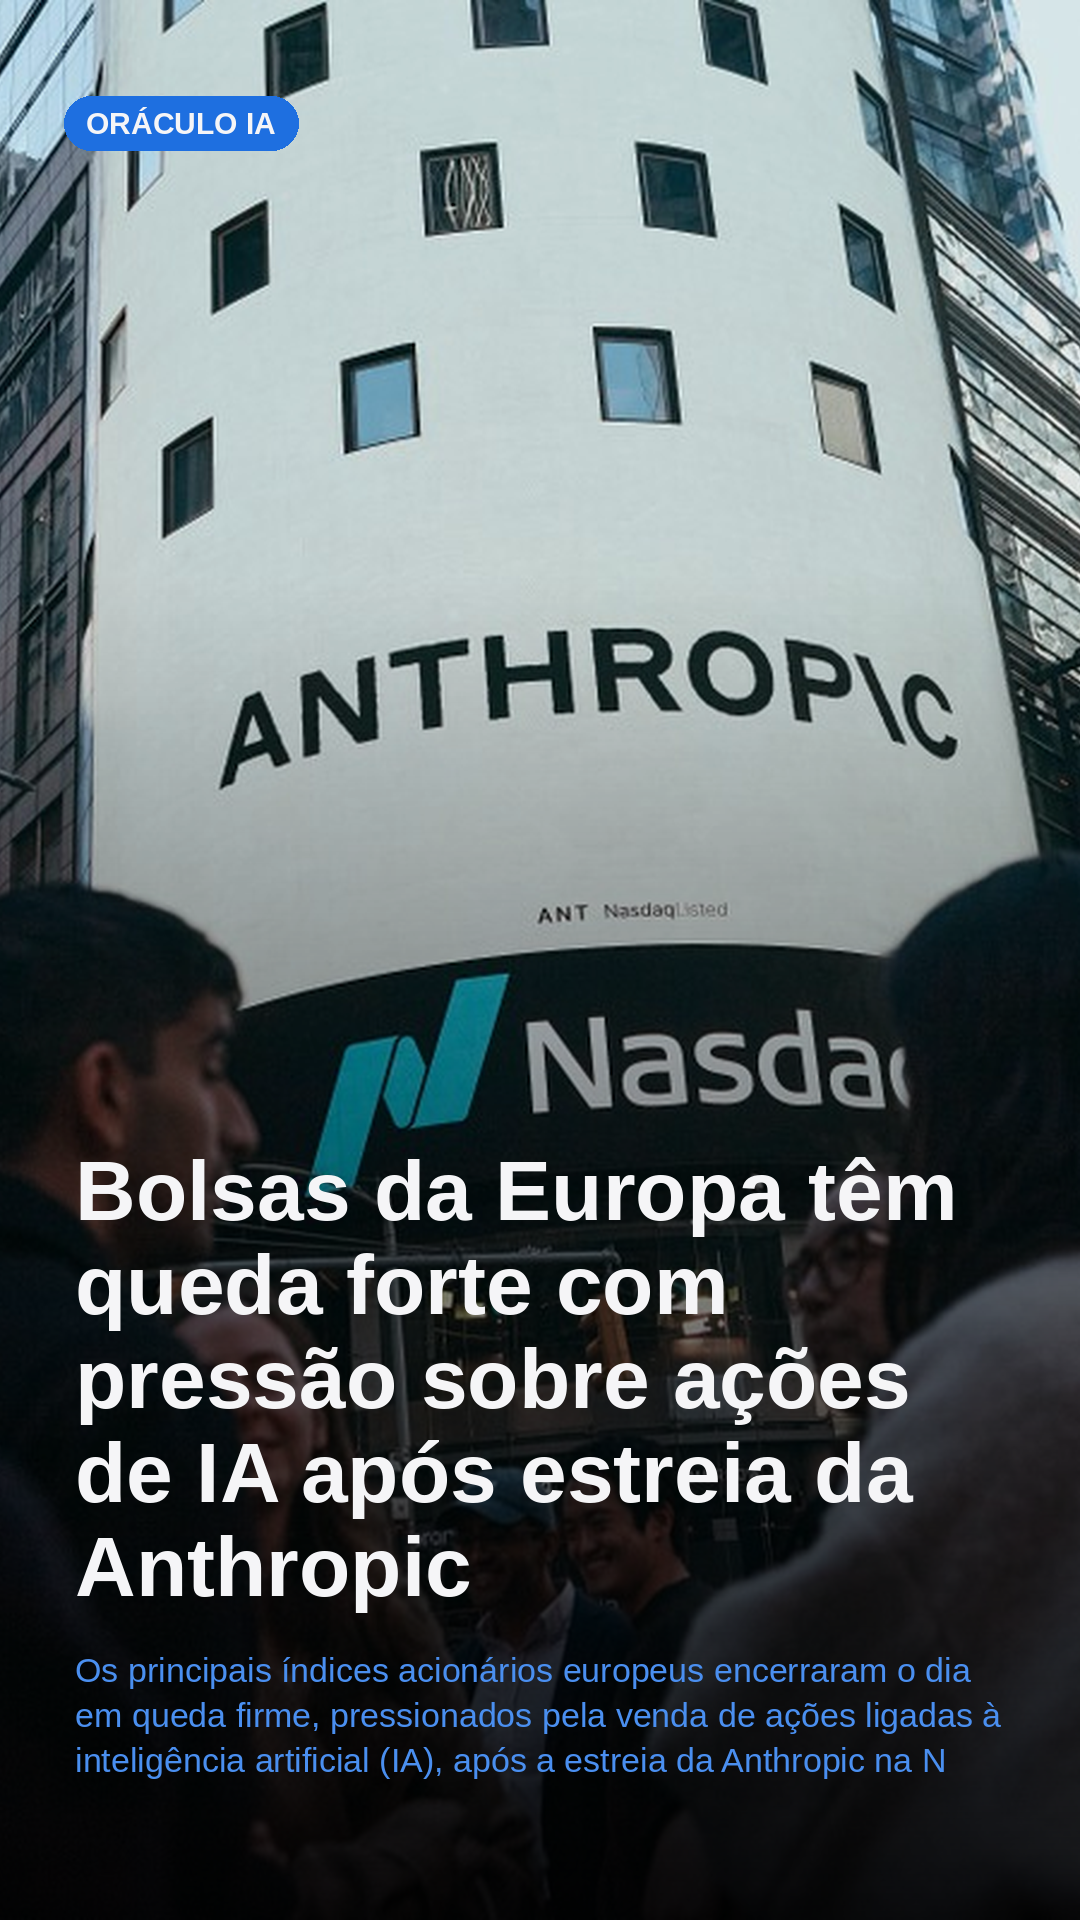 ORÁCULO IA
ANTHROP\C
ANT NasdaqListed
Nasdaq
Bolsas da Europa têm
queda forte com
pressão sobre ações
de IA após estreia da
Anthropic
Os principais índices acionários europeus encerraram o dia
em queda firme, pressionados pela venda de ações ligadas à
inteligência artificial (IA), após a estreia da Anthropic na N